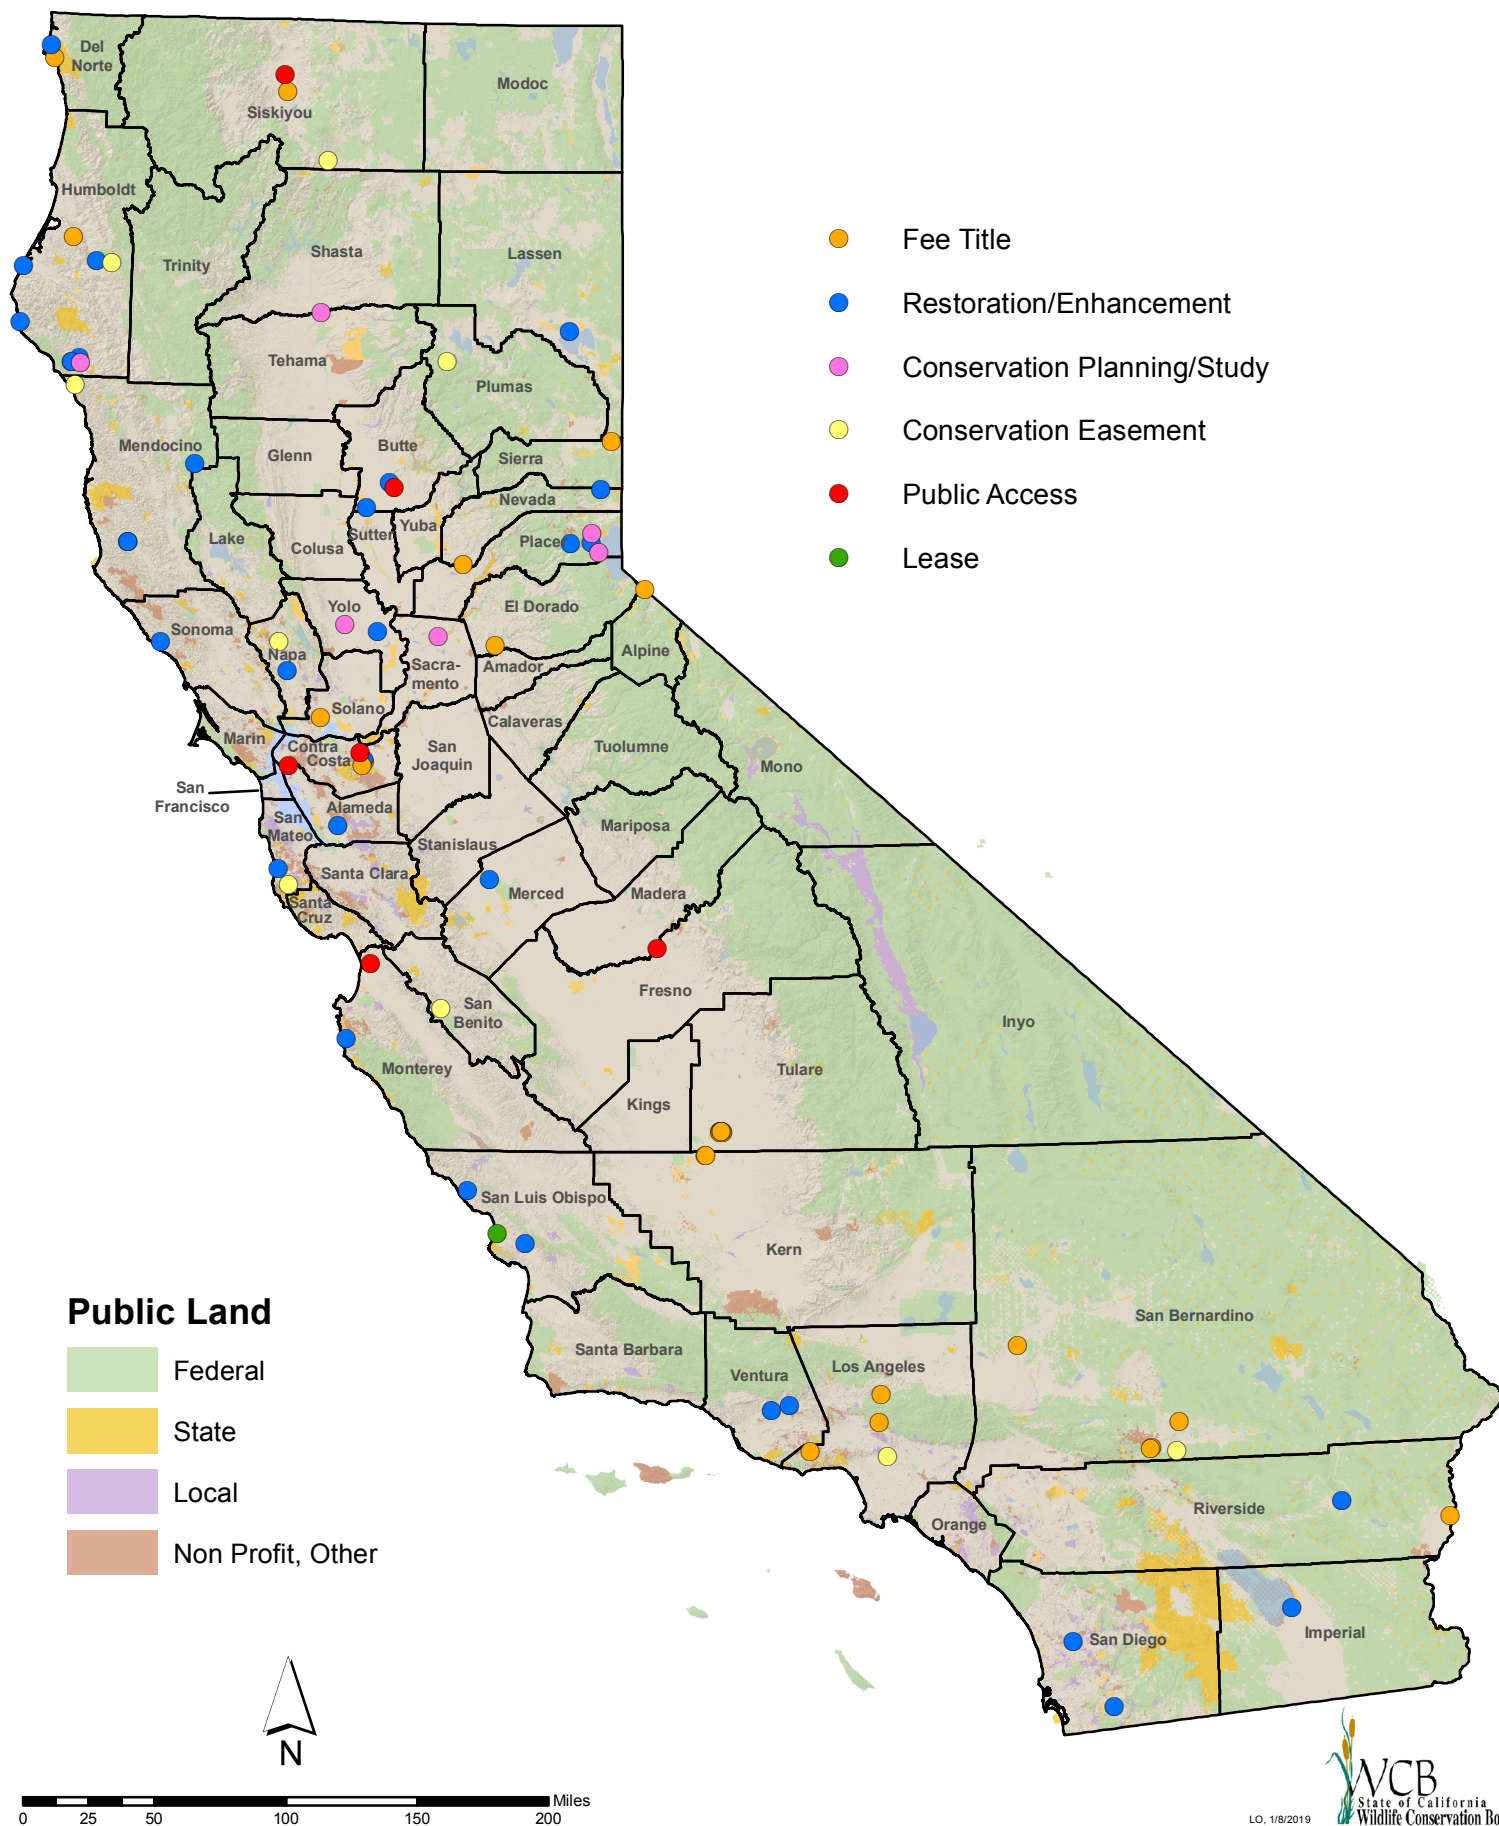 Del
Norte
Siskiyou
Modoc
Humboldt
Trinity
Shasta
Lassen
Fee Title
Restoration/Enhancement
Conservation Planning/Study
Conservation Easement
Public Access
Lease
Tehama
Plumas
Mendocino
Glenn
Butte
Sierra
Nevada
Lake
Colusa
Sutter
Yuba
Placer
Sonoma
Napa
Yolo
El Dorado
Sacra-
mento
Amador
Alpine
Solano
Calaveras
Marin
Contra
Costa
San
Joaquin
Tuolumne
Mono
San
Francisco
Alameda
San
Mateo
Stanislaus
Mariposa
Santa Clara
Merced
Madera
Santa
Cruz
San
Benito
Fresno
Inyo
Monterey
Kings
Tulare
San Luis Obispo
Kern
San Bernardino
Santa Barbara
Ventura
Los Angeles
Orange
Riverside
San Diego
Imperial
Public Land
Federal
State
Local
Non Profit, Other
N
Miles
0 25 50 100 150 200
LO, 1/8/2019
WCB
State of California
Wildlife Conservation Bo